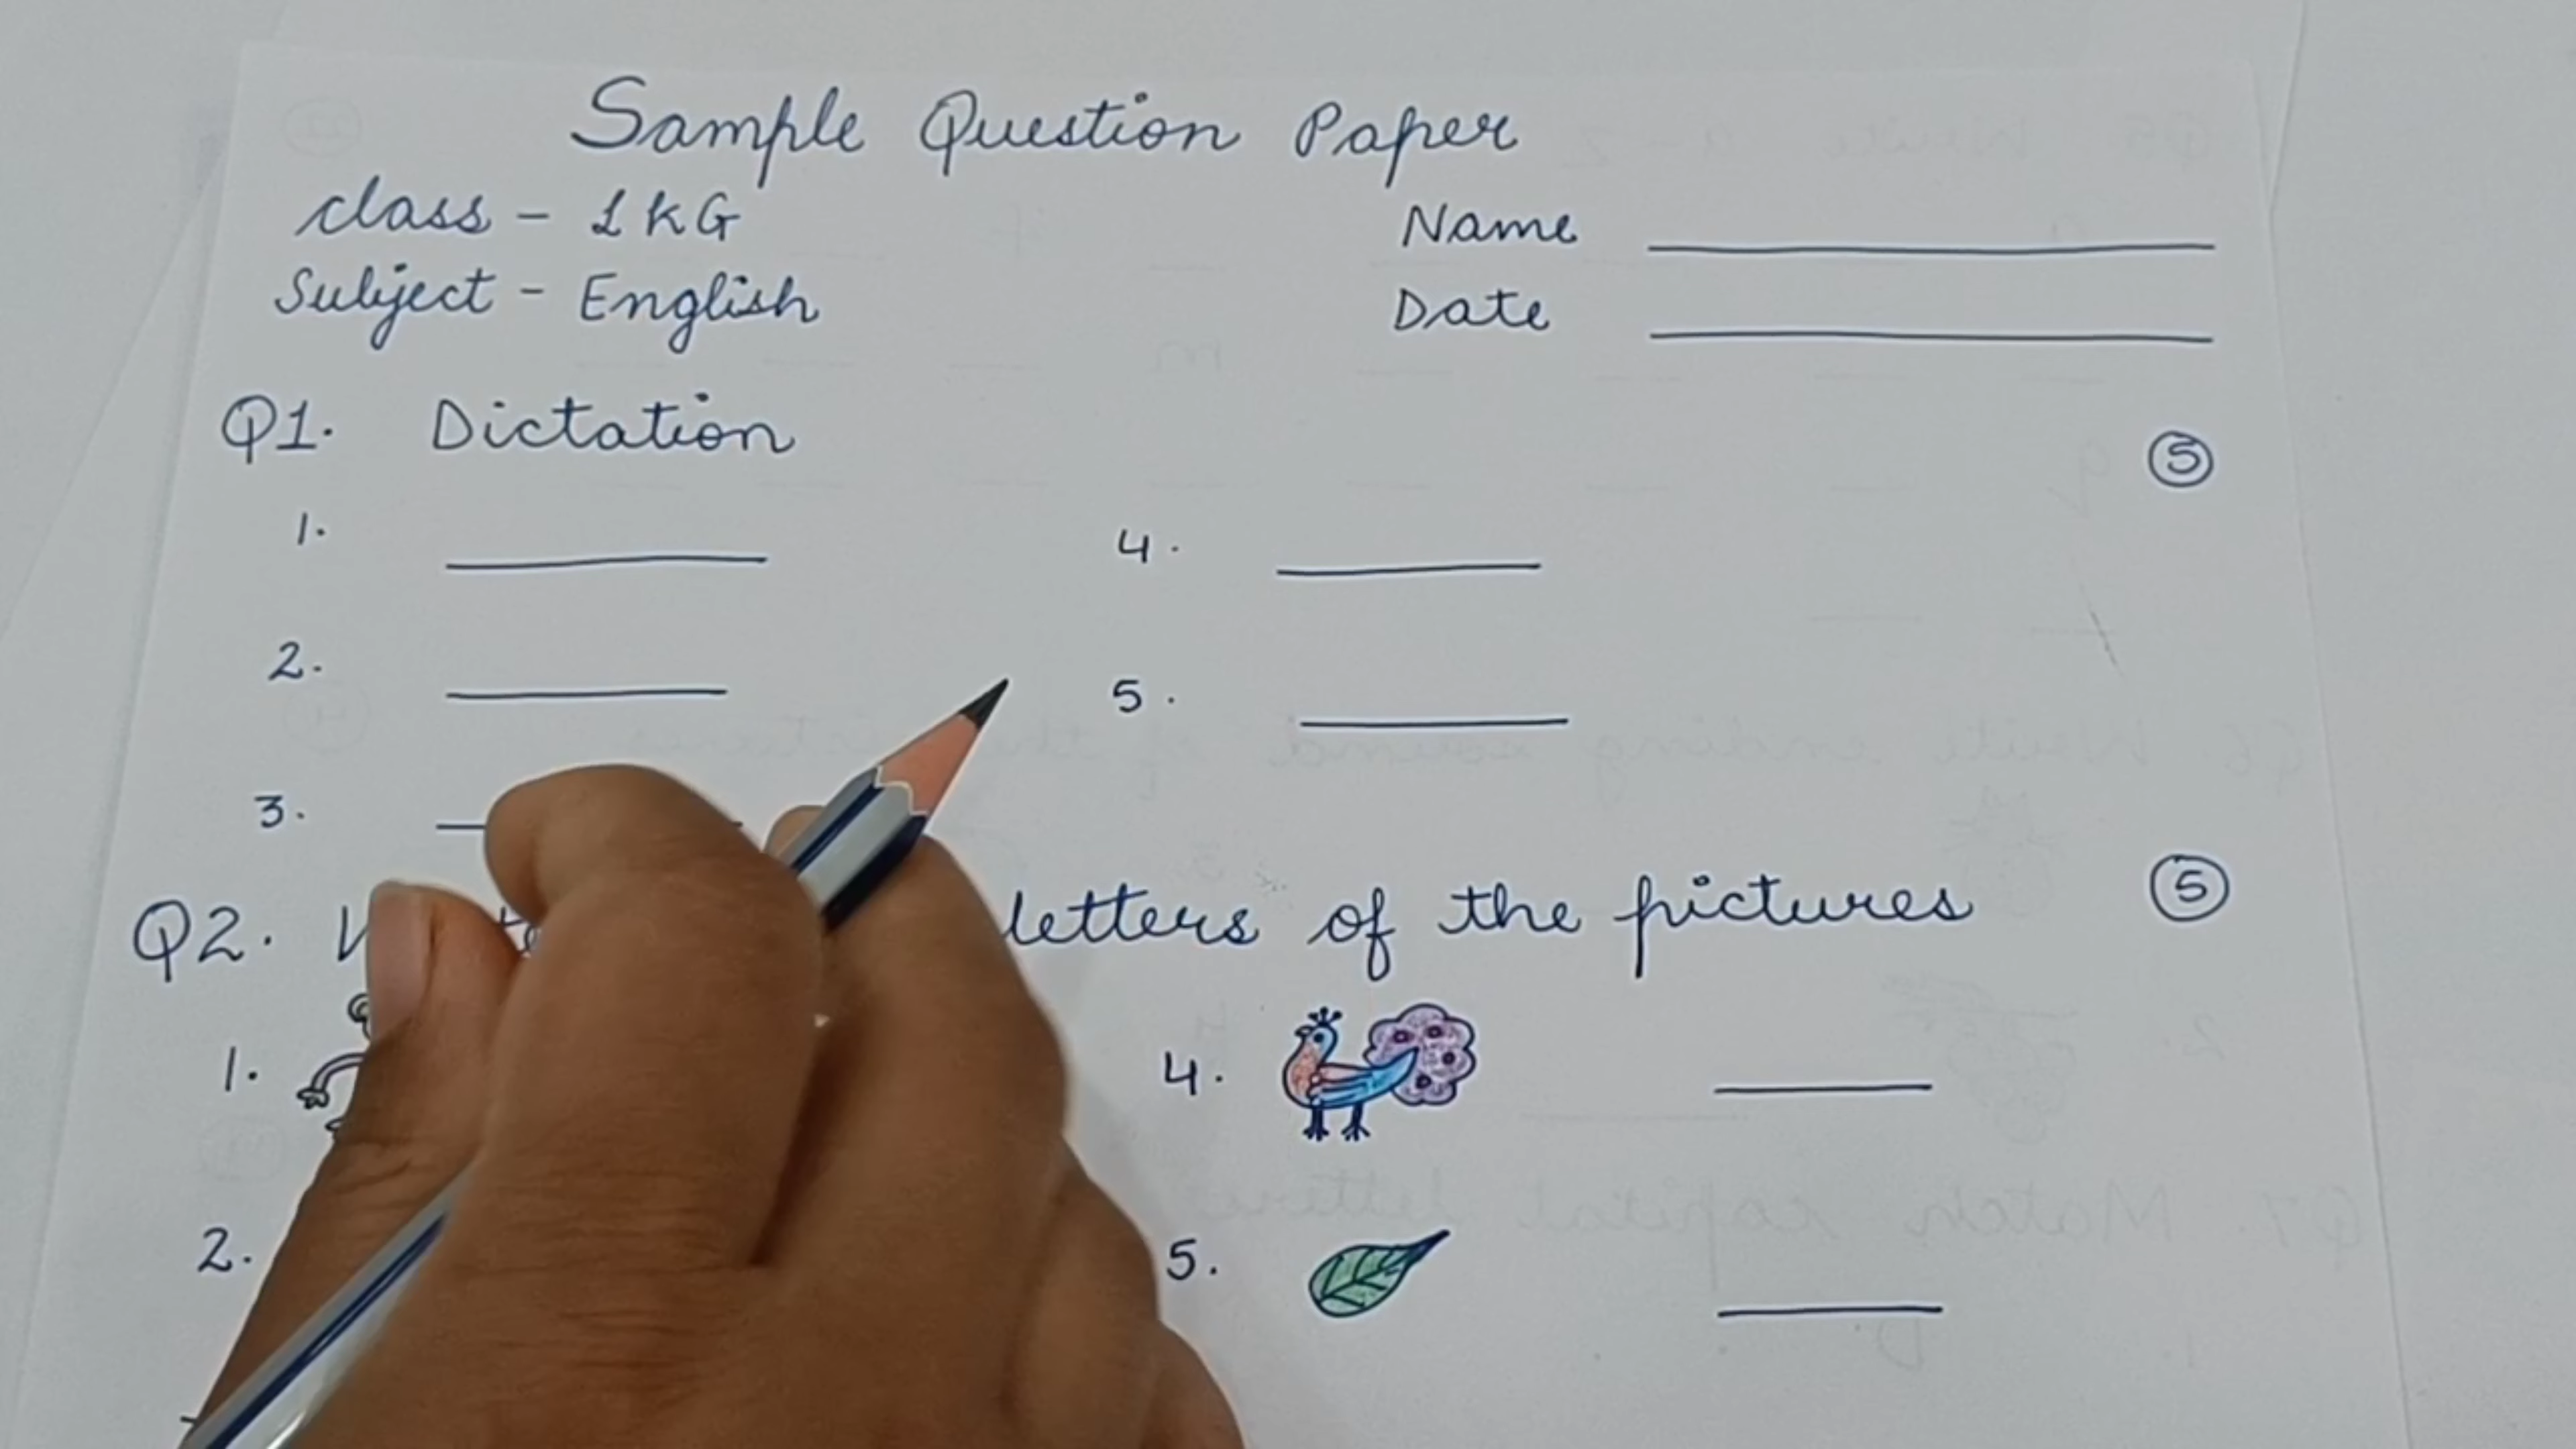 Sample Question Paper
Class - LKG
Name
Subject - English
Date
Q1. Dictation
5
1.
4.
2.
5.
3.
Q2. letters of the pictures
5
1.
4.
2.
5.